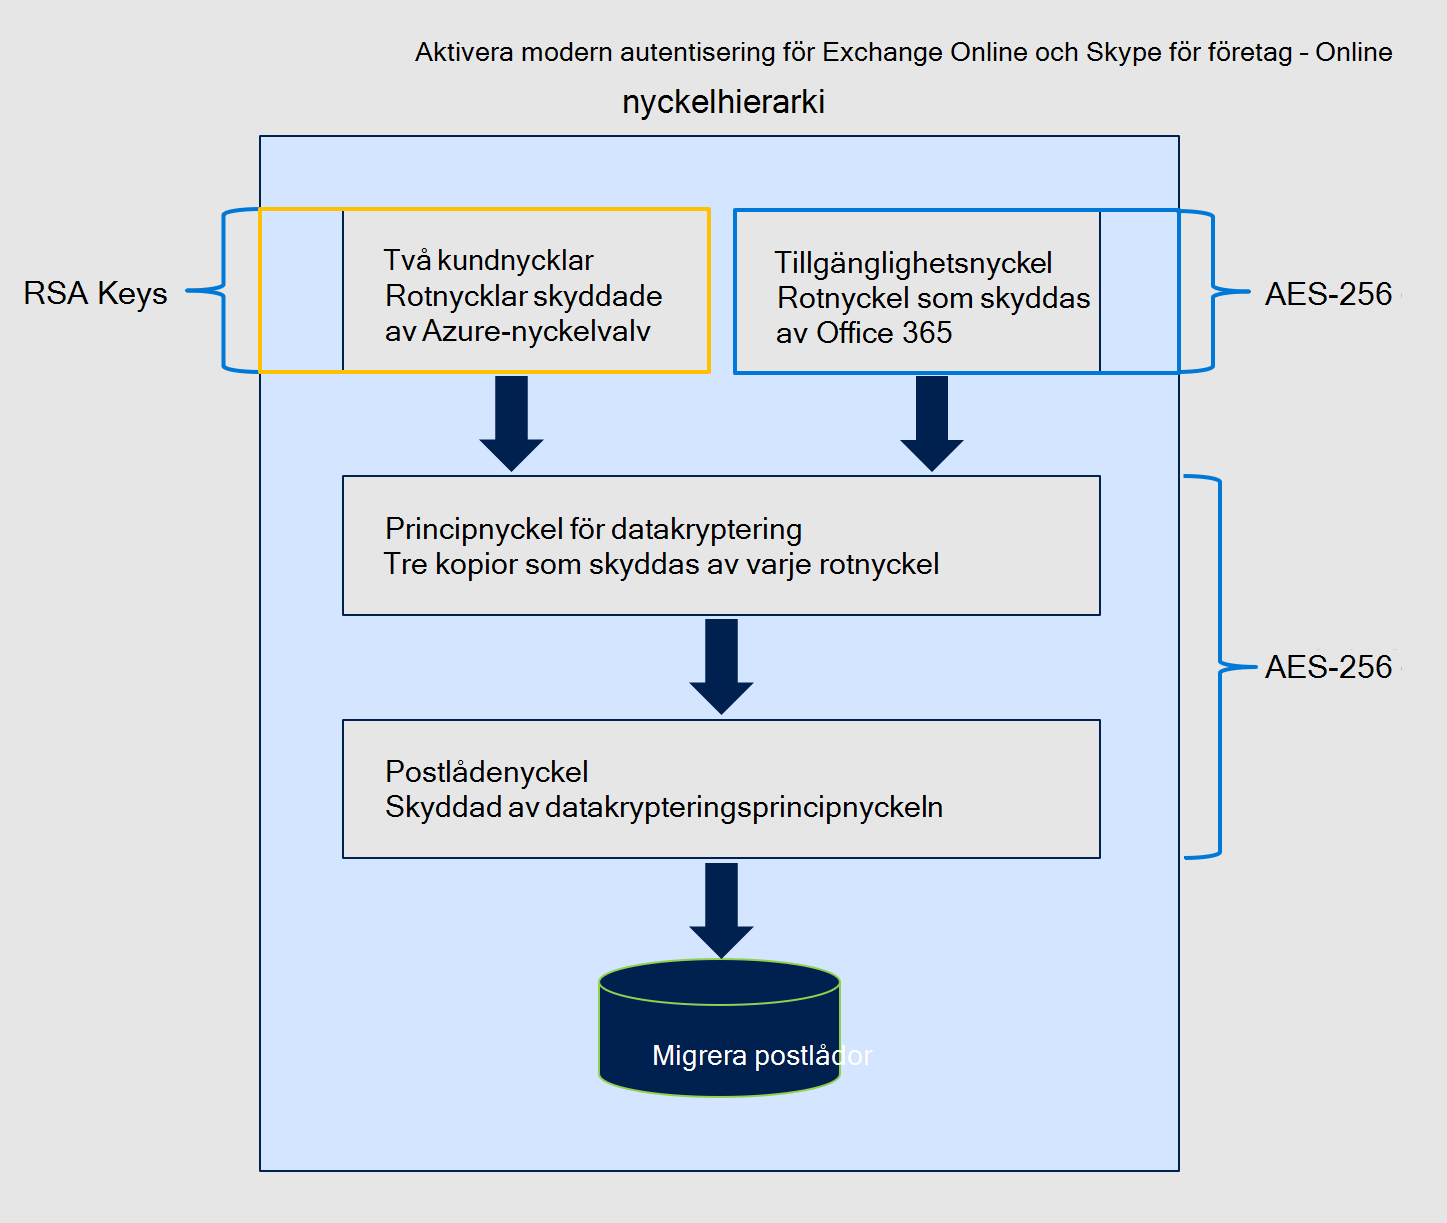 Aktivera modern autentisering för Exchange Online och Skype för företag – Online
nyckelhierarki
RSA Keys
Två kundnycklar
Rotnycklar skyddade
av Azure-nyckelvalv
Tillgänglighetsnyckel
Rotnyckel som skyddas
av Office 365
AES-256
Principnyckel för datakryptering
Tre kopior som skyddas av varje rotnyckel
AES-256
Postlådenyckel
Skyddad av datakrypteringsprincipnyckeln
Migrera postlådor